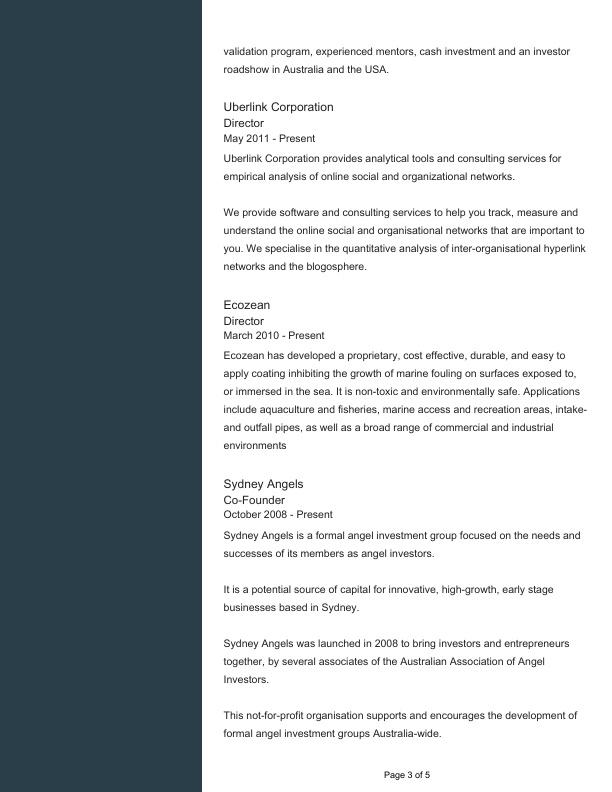 validation program, experienced mentors, cash investment and an investor
roadshow in Australia and the USA.
Uberlink Corporation
Director
May 2011 - Present
Uberlink Corporation provides analytical tools and consulting services for
empirical analysis of online social and organizational networks.
We provide software and consulting services to help you track, measure and
understand the online social and organisational networks that are important to
you. We specialise in the quantitative analysis of inter-organisational hyperlink
networks and the blogosphere.
Ecozean
Director
March 2010 - Present
Ecozean has developed a proprietary, cost effective, durable, and easy to
apply coating inhibiting the growth of marine fouling on surfaces exposed to,
or immersed in the sea. It is non-toxic and environmentally safe. Applications
include aquaculture and fisheries, marine access and recreation areas, intake-
and outfall pipes, as well as a broad range of commercial and industrial
environments
Sydney Angels
Co-Founder
October 2008 - Present
Sydney Angels is a formal angel investment group focused on the needs and
successes of its members as angel investors.
It is a potential source of capital for innovative, high-growth, early stage
businesses based in Sydney.
Sydney Angels was launched in 2008 to bring investors and entrepreneurs
together, by several associates of the Australian Association of Angel
Investors.
This not-for-profit organisation supports and encourages the development of
formal angel investment groups Australia-wide.
Page 3 of 5